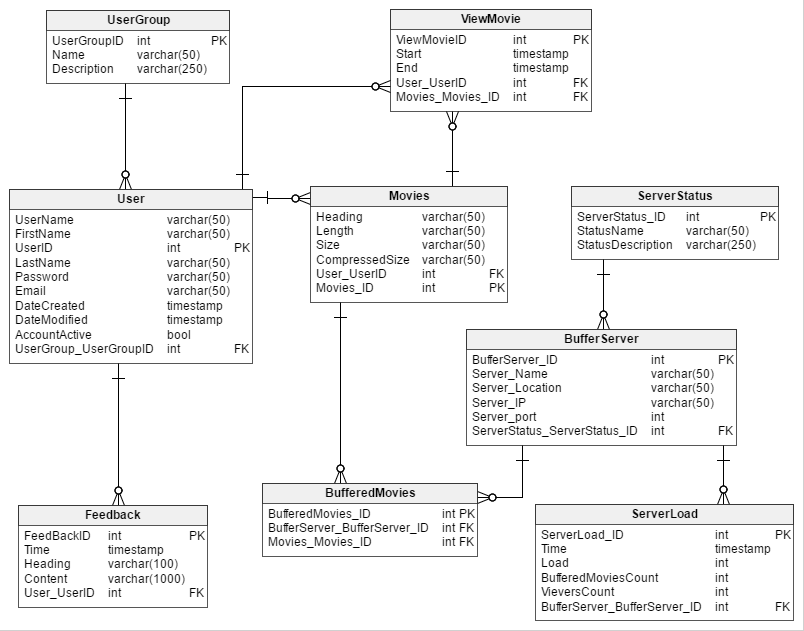 UserGroup
UserGroupID int PK
Name varchar(50)
Description varchar(250)
ViewMovie
ViewMovieID int PK
Start timestamp
End timestamp
User_UserID int FK
Movies_Movies_ID int FK
User
UserName varchar(50)
FirstName varchar(50)
UserID int PK
LastName varchar(50)
Password varchar(50)
Email varchar(50)
DateCreated timestamp
DateModified timestamp
AccountActive bool
UserGroup_UserGroupID int FK
Movies
Heading varchar(50)
Length varchar(50)
Size varchar(50)
CompressedSize varchar(50)
User_UserID int FK
Movies_ID int PK
ServerStatus
ServerStatus_ID int PK
StatusName varchar(50)
StatusDescription varchar(250)
BufferServer
BufferServer_ID int PK
Server_Name varchar(50)
Server_Location varchar(50)
Server_IP varchar(50)
Server_port int
ServerStatus_ServerStatus_ID int FK
Feedback
FeedBackID int PK
Time timestamp
Heading varchar(100)
Content varchar(1000)
User_UserID int FK
BufferedMovies
BufferedMovies_ID int PK
BufferServer_BufferServer_ID int FK
Movies_Movies_ID int FK
ServerLoad
ServerLoad_ID int PK
Time timestamp
Load int
BufferedMoviesCount int
VieversCount int
BufferServer_BufferServer_ID int FK